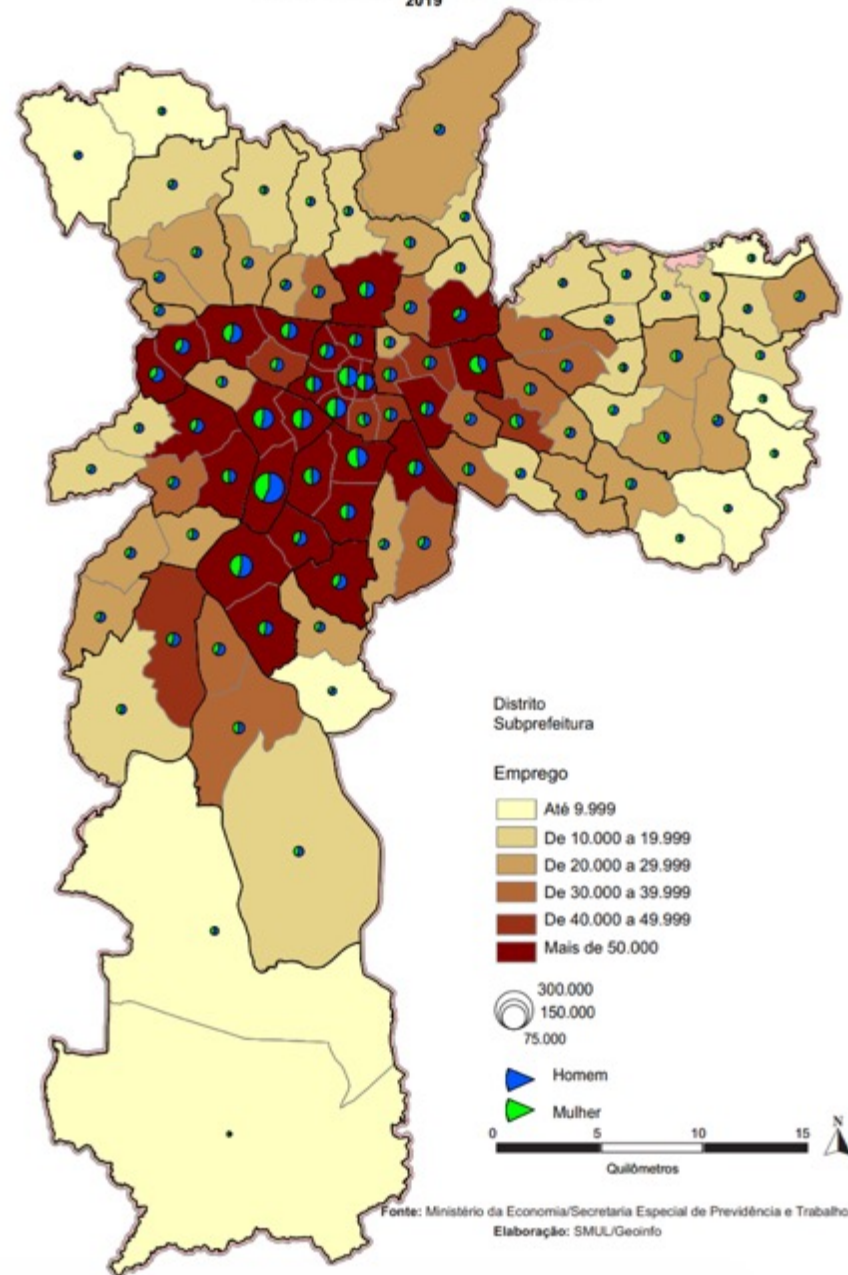 2019
Distrito
Subprefeitura
Emprego
Até 9.999
De 10.000 a 19.999
De 20.000 a 29.999
De 30.000 a 39.999
De 40.000 a 49.999
Mais de 50.000
300.000
150.000
75.000
Homem
Mulher
0 5 10 15
N
Quilômetros
Fonte: Ministério da Economia/Secretaria Especial de Previdência e Trabalho
Elaboração: SMUL/Geoinfo